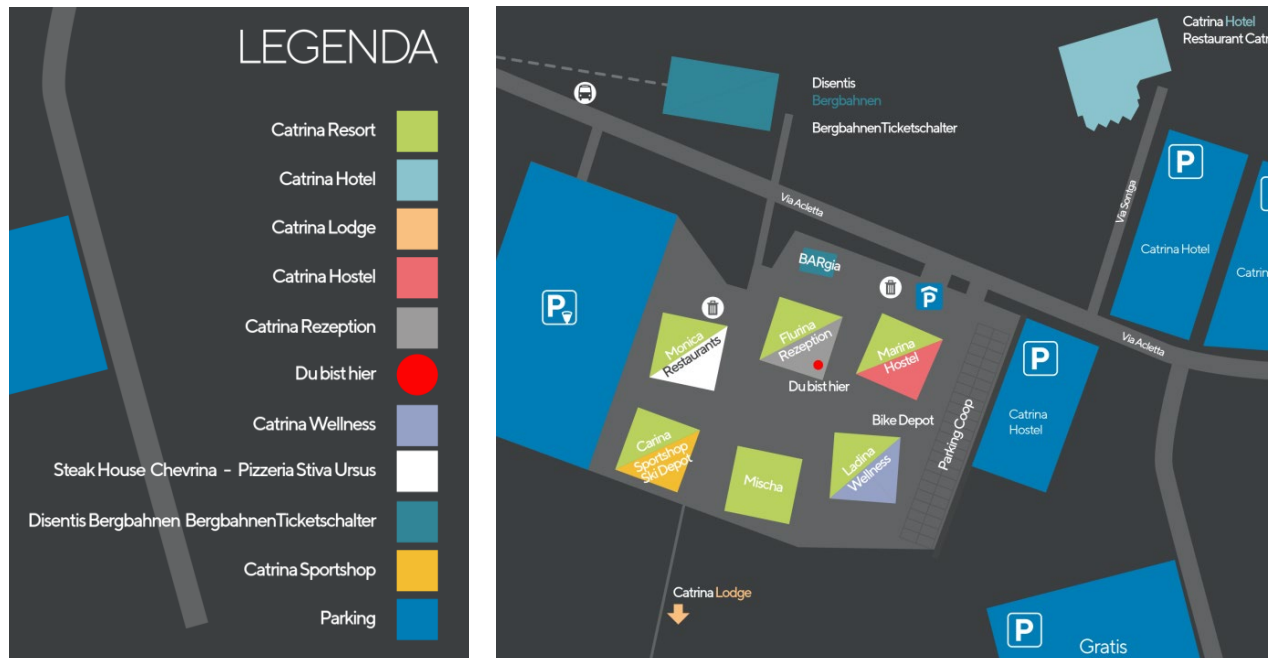 LEGENDA
Catrina Resort
Catrina Hotel
Catrina Lodge
Catrina Hostel
Catrina Rezeption
Du bist hier
Catrina Wellness
Steak House Chevrina - Pizzeria Stiva Ursus
Disentis Bergbahnen BergbahnenTicketschalter
Catrina Sportshop
Parking
Catrina Hotel
Restaurant Catr
Disentis
Bergbahnen
BergbahnenTicketschalter
P
Via Sontga
Via Acletta
Catrina Hotel
Catrin
BARgia
P
P
Flurina
Rezeption
Monica
Restaurants
Marina
Hostel
Via Acletta
P
Du bist hier
Catrina
Hostel
Bike Depot
Parking Coop
Carina
Sportshop
Ski Depot
Mischa
Ladina
Wellness
Catrina Lodge
P
Gratis